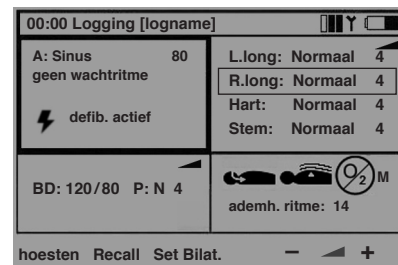 00:00 Logging [logname]
A: Sinus 80
geen wachtritme
defib. actief
L.long: Normaal 4
R.long: Normaal 4
Hart: Normaal 4
Stem: Normaal 4
BD: 120/80 P: N 4
O2 M
ademh. ritme: 14
hoesten Recall Set Bilat. − +